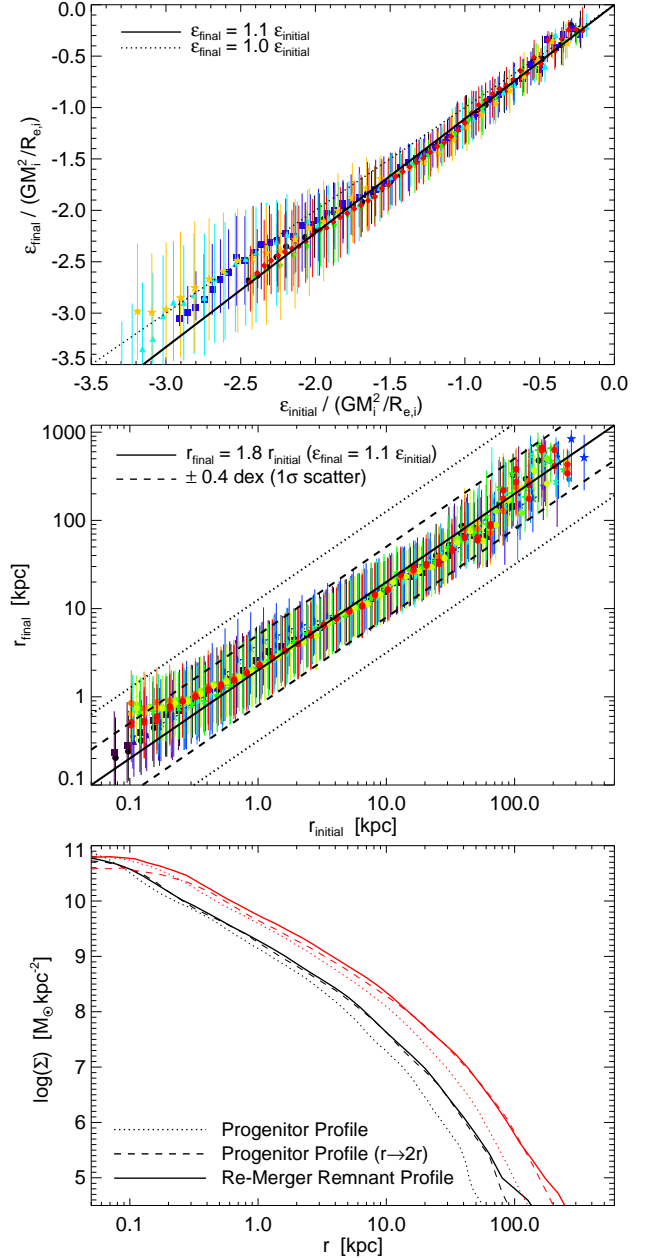 0.0
-0.5
-1.0
-1.5
-2.0
-2.5
-3.0
-3.5
ε_final / (GM_i^2/R_e,i)
ε_final = 1.1 ε_initial
ε_final = 1.0 ε_initial
-3.5 -3.0 -2.5 -2.0 -1.5 -1.0 -0.5 0.0
ε_initial / (GM_i^2/R_e,i)
1000
100
10
1
0.1
r_final [kpc]
r_final = 1.8 r_initial (ε_final = 1.1 ε_initial)
± 0.4 dex (1σ scatter)
0.1 1.0 10.0 100.0
r_initial [kpc]
11
10
9
8
7
6
5
log(Σ) [M_⊙ kpc^-2]
Progenitor Profile
Progenitor Profile (r→2r)
Re-Merger Remnant Profile
0.1 1.0 10.0 100.0
r [kpc]